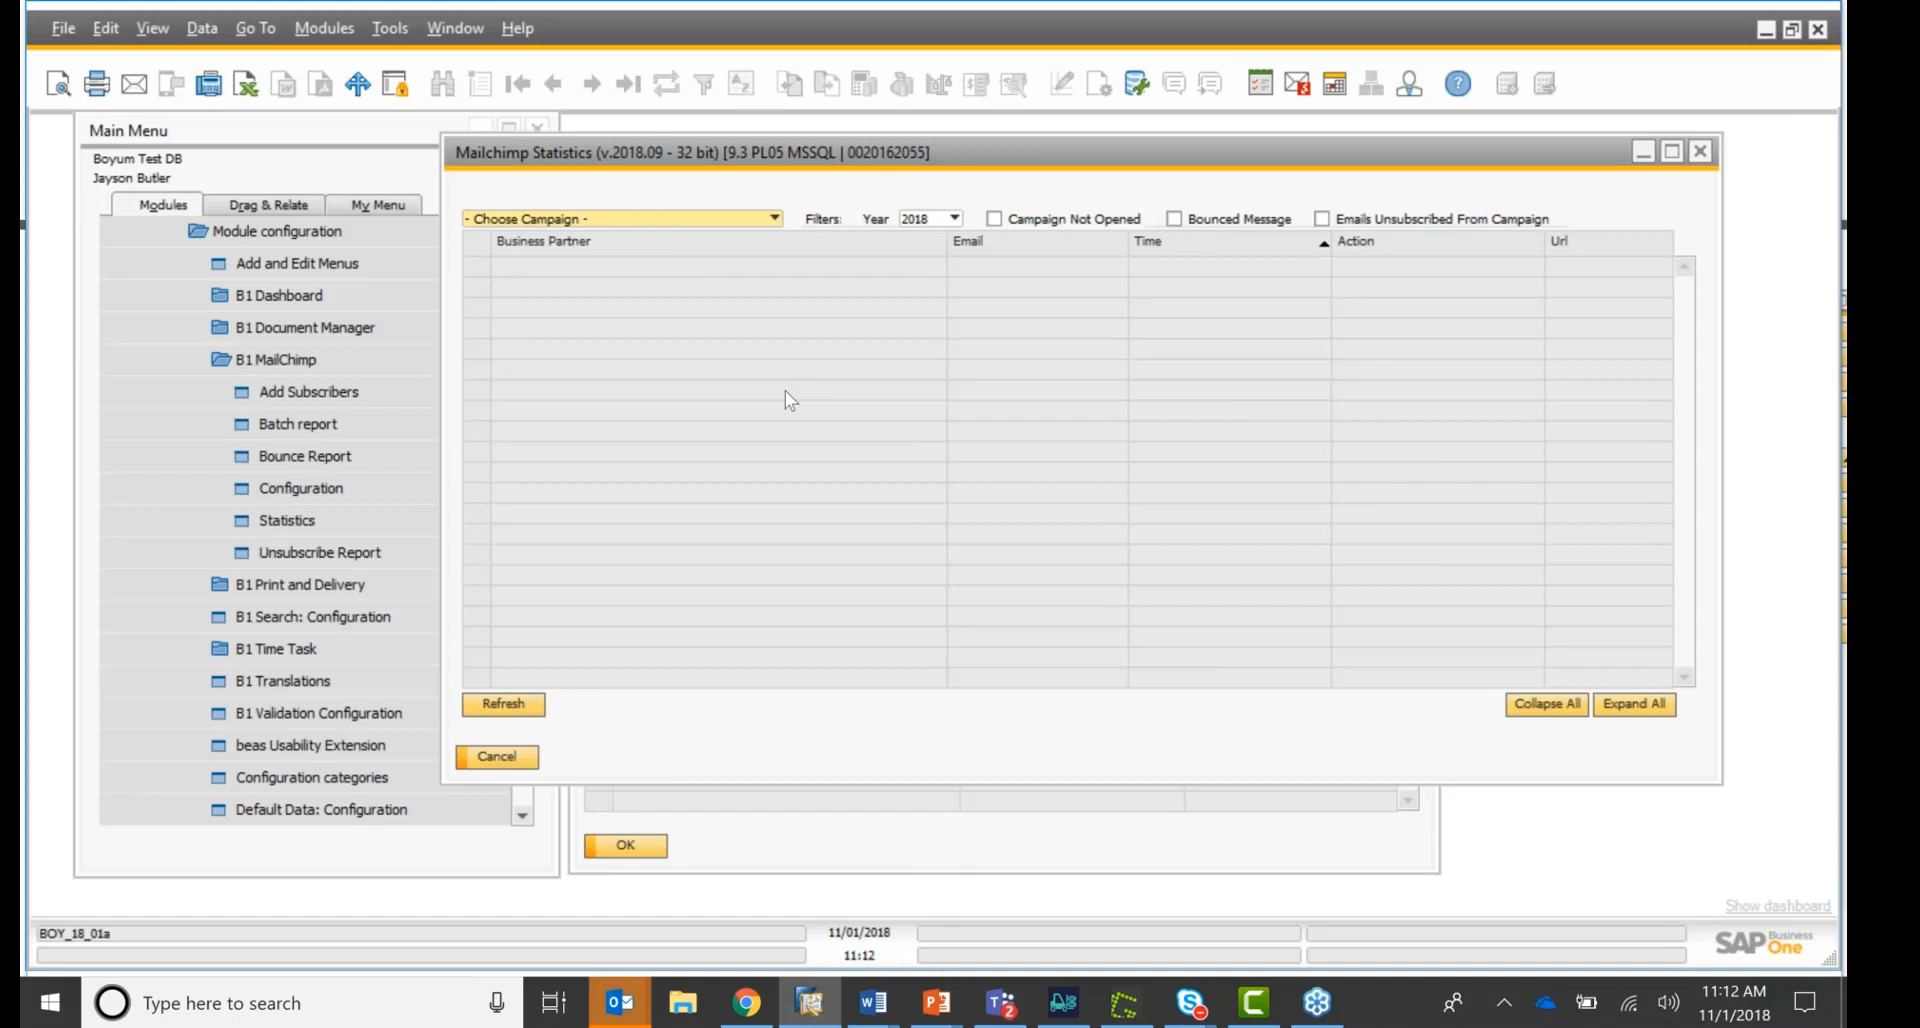 File Edit View Data Go To Modules Tools Window Help
Main Menu
Boyum Test DB
Jayson Butler
Modules Drag & Relate My Menu
Module configuration
Add and Edit Menus
B1 Dashboard
B1 Document Manager
B1 MailChimp
Add Subscribers
Batch report
Bounce Report
Configuration
Statistics
Unsubscribe Report
B1 Print and Delivery
B1 Search: Configuration
B1 Time Task
B1 Translations
B1 Validation Configuration
beas Usability Extension
Configuration categories
Default Data: Configuration
Mailchimp Statistics (v.2018.09 - 32 bit) [9.3 PL05 MSSQL | 0020162055]
- Choose Campaign - Filters: Year 2018 Campaign Not Opened Bounced Message Emails Unsubscribed From Campaign
Business Partner Email Time Action Url
Refresh Collapse All Expand All
Cancel
OK
Show dashboard
BOY_18_01a 11/01/2018
11:12
SAP Business One
Type here to search
11:12 AM
11/1/2018